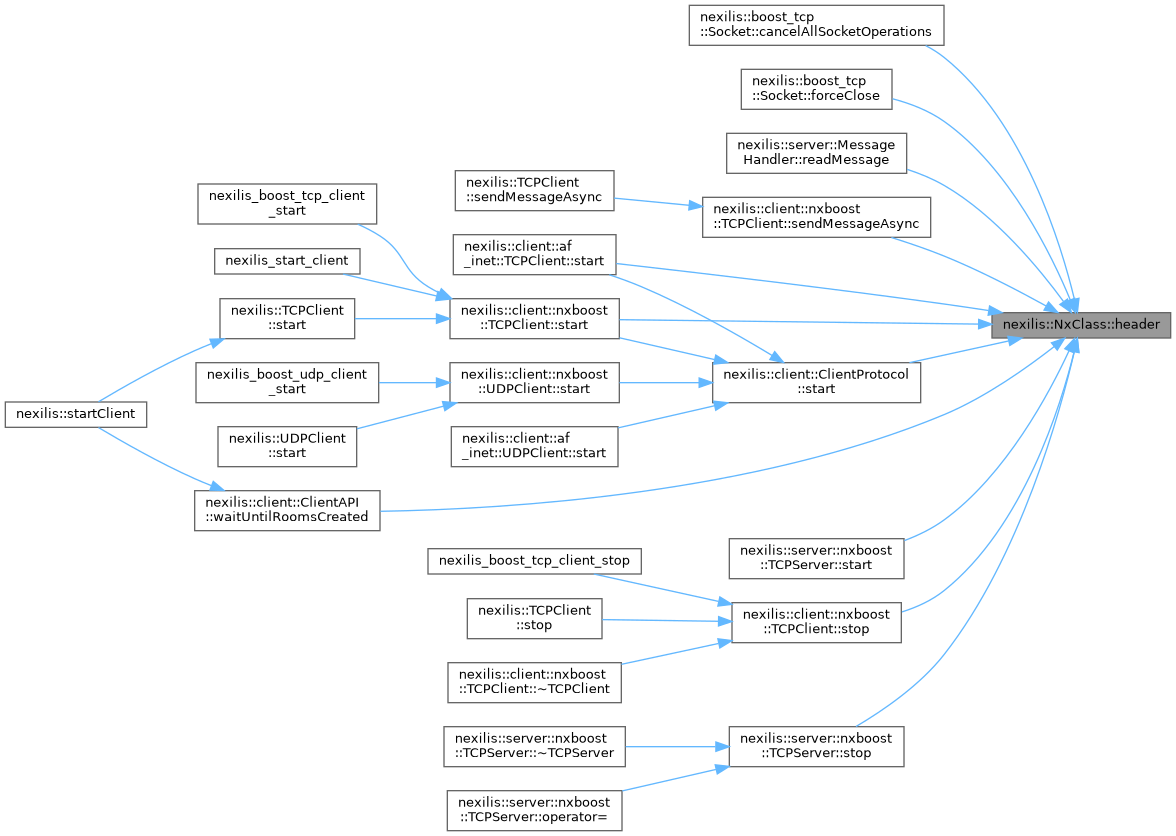 nexilis::boost_tcp
::Socket::cancelAllSocketOperations
nexilis::boost_tcp
::Socket::forceClose
nexilis::server::Message
Handler::readMessage
nexilis::TCPClient
::sendMessageAsync
nexilis_boost_tcp_client
_start
nexilis::client::nxboost
::TCPClient::sendMessageAsync
nexilis::client::af
_inet::TCPClient::start
nexilis_start_client
nexilis::TCPClient
::start
nexilis::client::nxboost
::TCPClient::start
nexilis::NxClass::header
nexilis_boost_udp_client
_start
nexilis::client::nxboost
::UDPClient::start
nexilis::client::ClientProtocol
::start
nexilis::startClient
nexilis::UDPClient
::start
nexilis::client::af
_inet::UDPClient::start
nexilis::client::ClientAPI
::waitUntilRoomsCreated
nexilis::server::nxboost
::TCPServer::start
nexilis_boost_tcp_client_stop
nexilis::TCPClient
::stop
nexilis::client::nxboost
::TCPClient::stop
nexilis::client::nxboost
::TCPClient::~TCPClient
nexilis::server::nxboost
::TCPServer::~TCPServer
nexilis::server::nxboost
::TCPServer::stop
nexilis::server::nxboost
::TCPServer::operator=